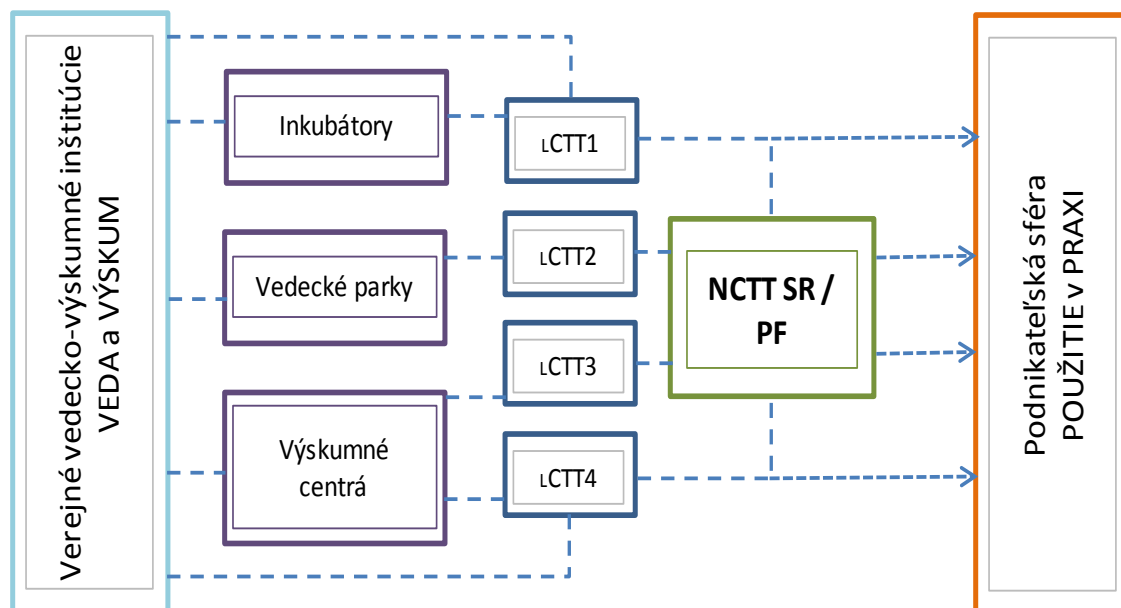 Verejné vedecko-výskumné inštitúcie
VEDA a VÝSKUM
Inkubátory
Vedecké parky
Výskumné
centrá
LCTT1
LCTT2
LCTT3
LCTT4
NCTT SR /
PF
Podnikateľská sféra
POUŽITIE v PRAXI